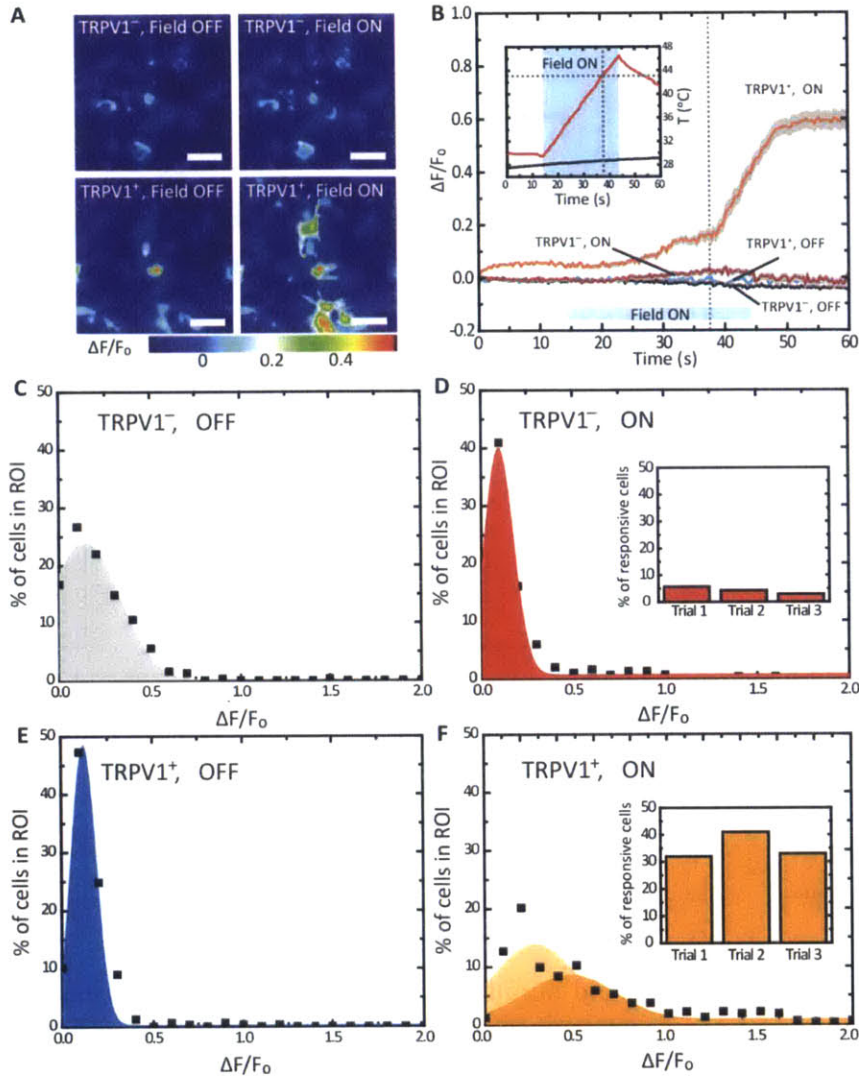 A
TRPV1⁻, Field OFF
TRPV1⁻, Field ON
TRPV1⁺, Field OFF
TRPV1⁺, Field ON
ΔF/F₀
0
0.2
0.4
B
1.0
0.8
0.6
0.4
0.2
0.0
-0.2
ΔF/F₀
Field ON
48
44
40
36
32
28
T (°C)
0 10 20 30 40 50 60
Time (s)
TRPV1⁺, ON
TRPV1⁻, ON
TRPV1⁺, OFF
TRPV1⁻, OFF
Field ON
0 10 20 30 40 50 60
Time (s)
C
TRPV1⁻, OFF
50
40
30
20
10
0
% of cells in ROI
0.0 0.5 1.0 1.5 2.0
ΔF/F₀
D
TRPV1⁻, ON
50
40
30
20
10
0
% of cells in ROI
50
40
30
20
10
0
% of responsive cells
Trial 1 Trial 2 Trial 3
0.0 0.5 1.0 1.5 2.0
ΔF/F₀
E
TRPV1⁺, OFF
50
40
30
20
10
0
% of cells in ROI
0.0 0.5 1.0 1.5 2.0
ΔF/F₀
F
TRPV1⁺, ON
50
40
30
20
10
0
% of cells in ROI
50
40
30
20
10
0
% of responsive cells
Trial 1 Trial 2 Trial 3
0.0 0.5 1.0 1.5 2.0
ΔF/F₀